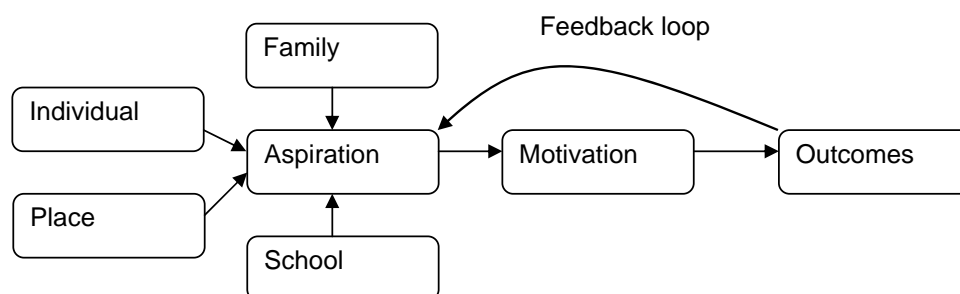 Feedback loop
Family
Individual
Aspiration
Motivation
Outcomes
Place
School